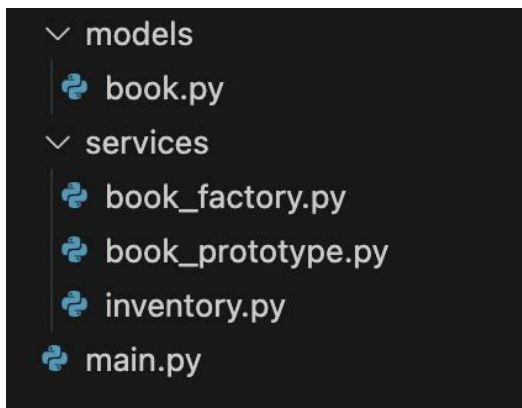 models
book.py
services
book_factory.py
book_prototype.py
inventory.py
main.py